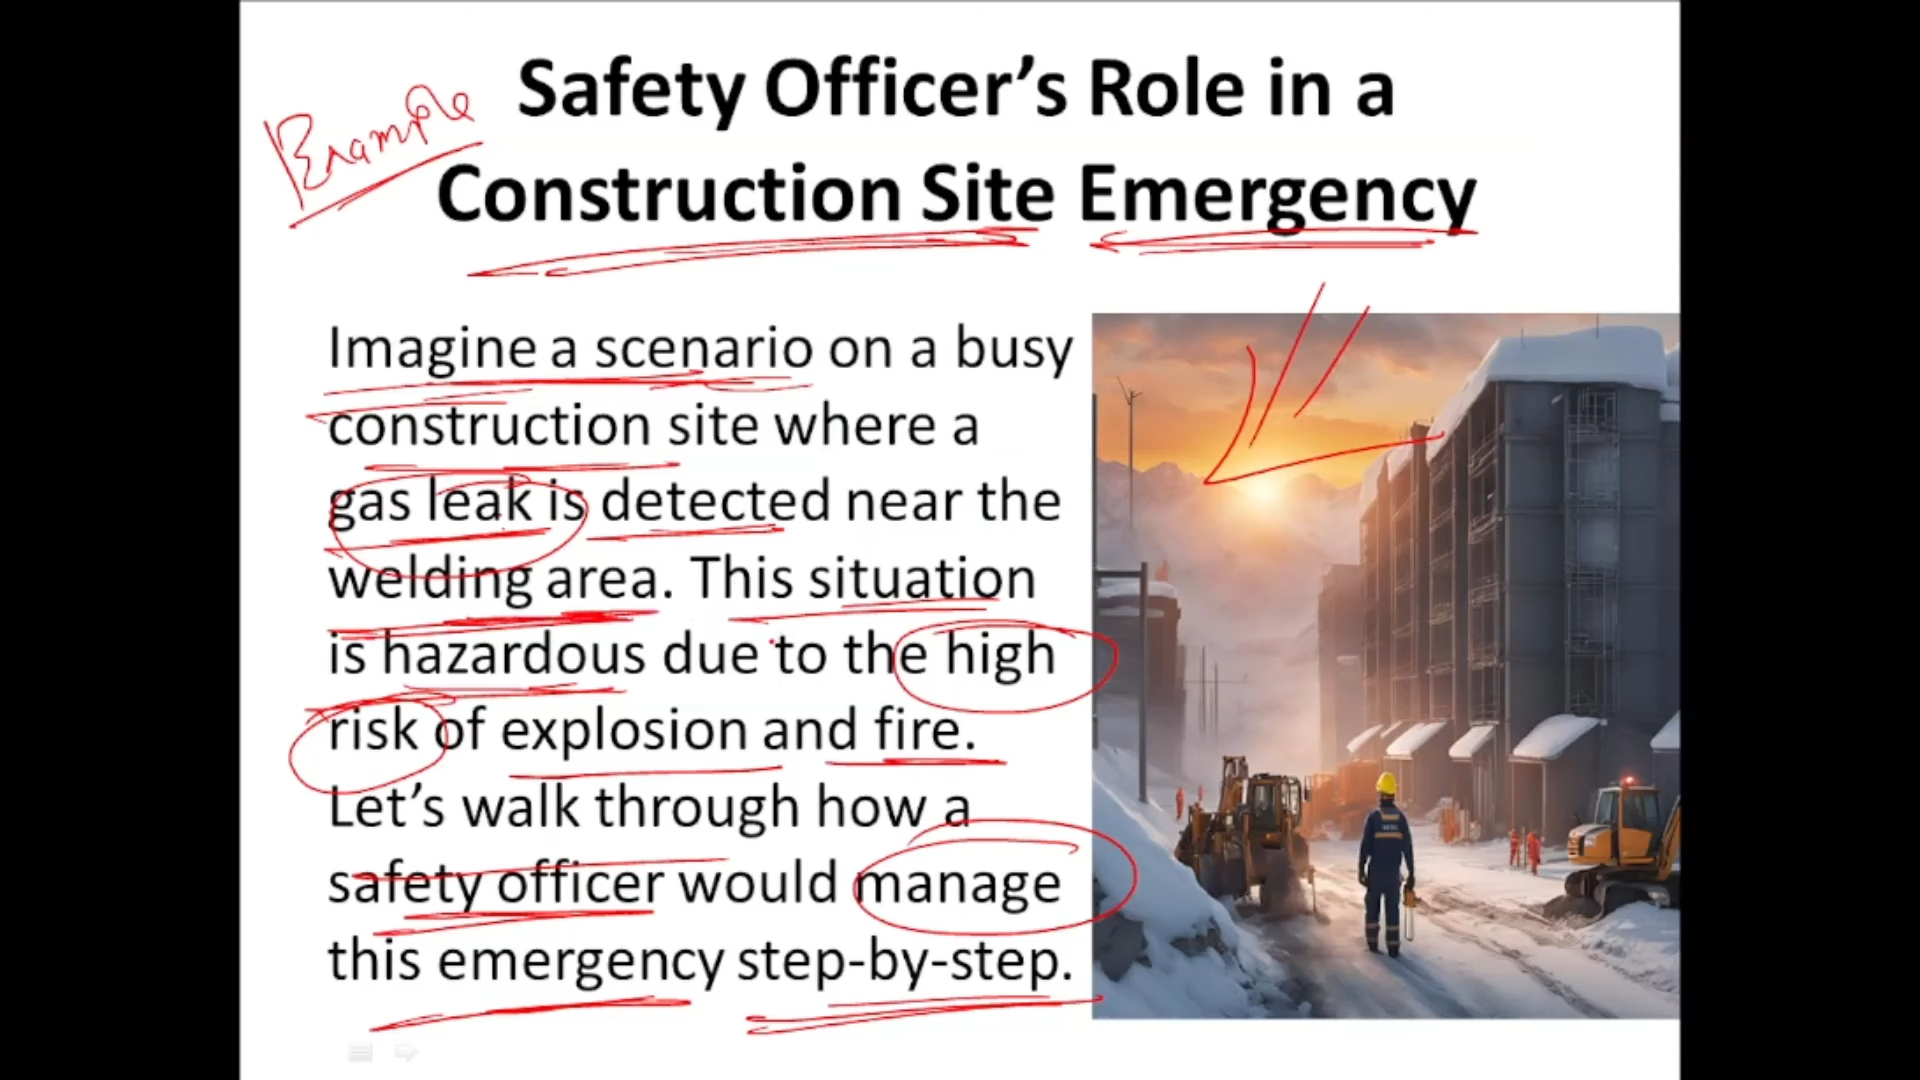 Example
Safety Officer’s Role in a
Construction Site Emergency
Imagine a scenario on a busy
construction site where a
gas leak is detected near the
welding area. This situation
is hazardous due to the high
risk of explosion and fire.
Let’s walk through how a
safety officer would manage
this emergency step-by-step.